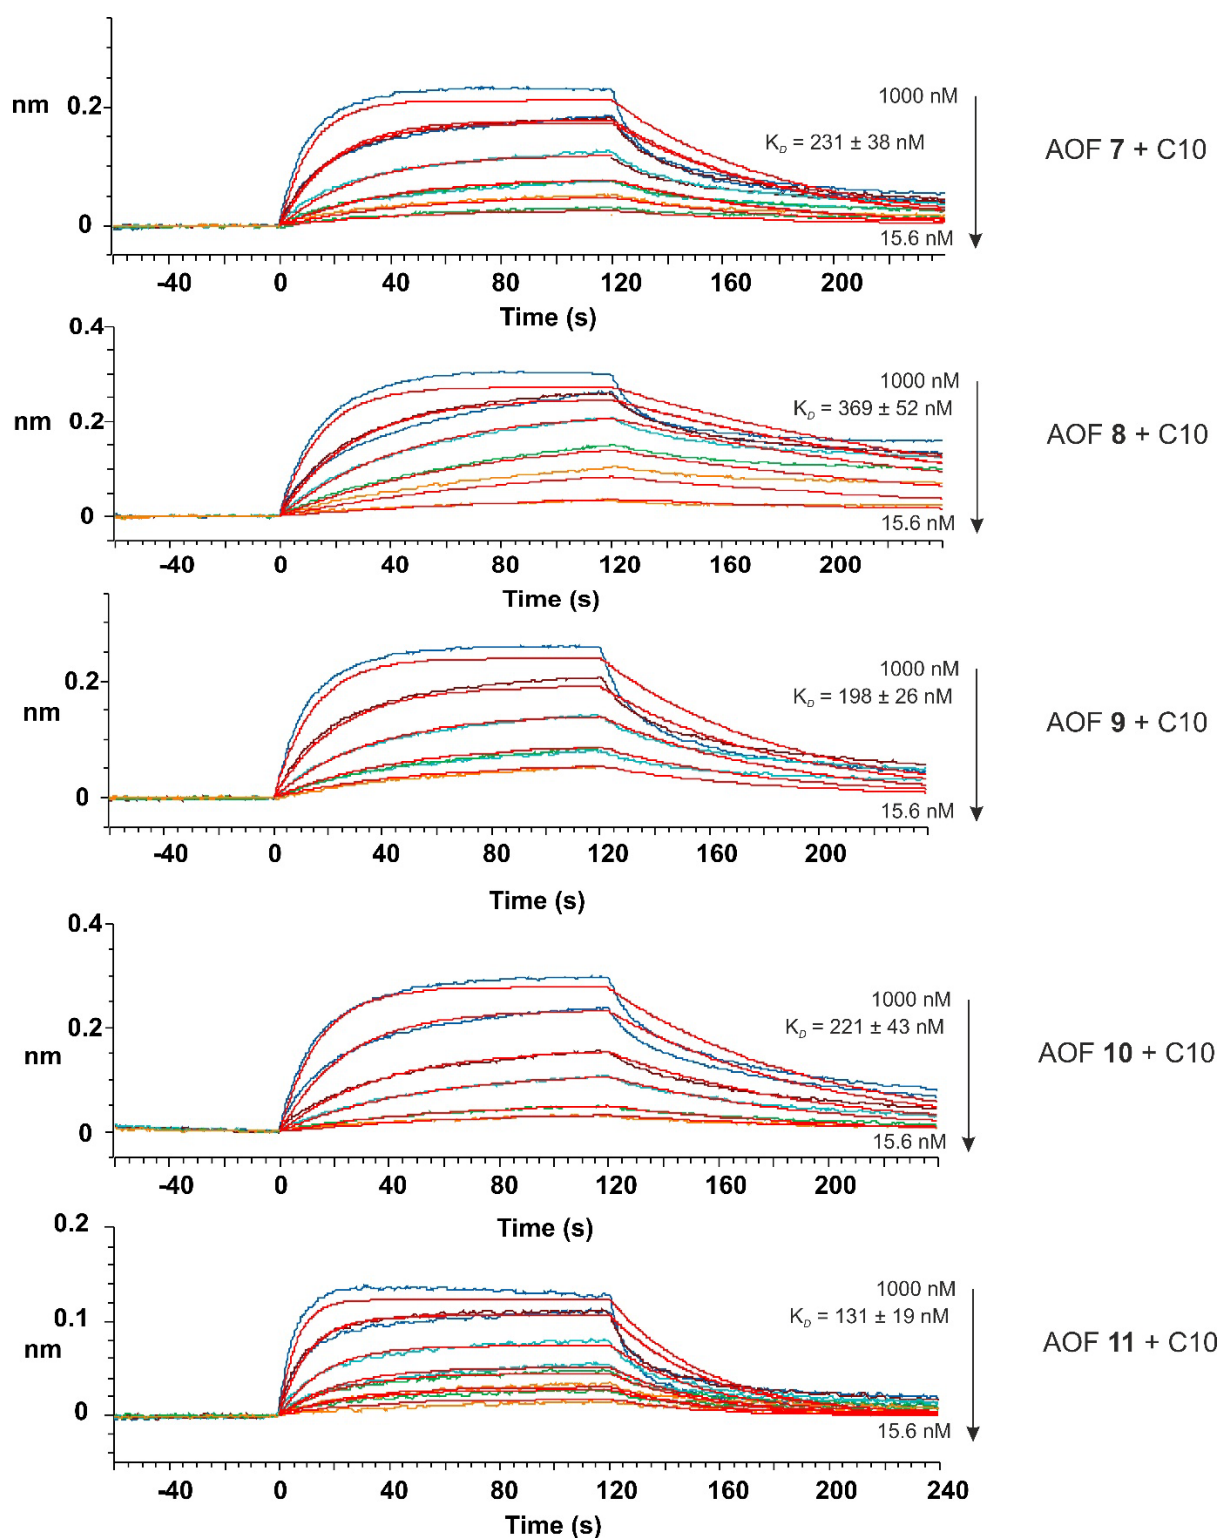 nm
0.2
0
1000 nM
K_D = 231 ± 38 nM
15.6 nM
AOF 7 + C10
-40 0 40 80 120 160 200
Time (s)
0.4
nm
0.2
0
1000 nM
K_D = 369 ± 52 nM
15.6 nM
AOF 8 + C10
-40 0 40 80 120 160 200
Time (s)
0.2
nm
0
1000 nM
K_D = 198 ± 26 nM
15.6 nM
AOF 9 + C10
-40 0 40 80 120 160 200
Time (s)
0.4
0.2
nm
0
1000 nM
K_D = 221 ± 43 nM
15.6 nM
AOF 10 + C10
-40 0 40 80 120 160 200
Time (s)
0.2
0.1
nm
0
1000 nM
K_D = 131 ± 19 nM
15.6 nM
AOF 11 + C10
-40 0 40 80 120 160 200 240
Time (s)